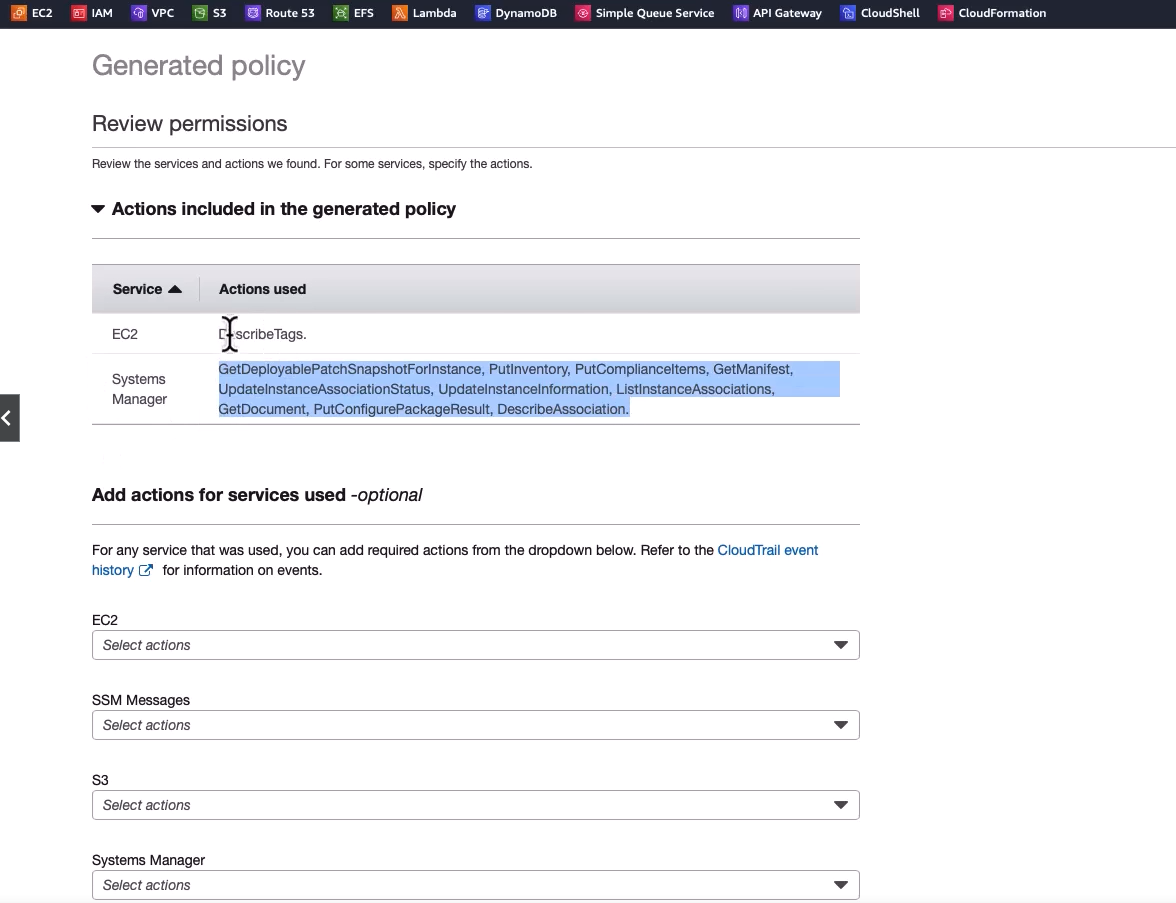 EC2 IAM VPC S3 Route 53 EFS Lambda DynamoDB Simple Queue Service API Gateway CloudShell CloudFormation
Generated policy
Review permissions
Review the services and actions we found. For some services, specify the actions.
Actions included in the generated policy
Service Actions used
EC2 DescribeTags.
Systems Manager
GetDeployablePatchSnapshotForInstance, PutInventory, PutComplianceItems, GetManifest,
UpdateInstanceAssociationStatus, UpdateInstanceInformation, ListInstanceAssociations,
GetDocument, PutConfigurePackageResult, DescribeAssociation.
Add actions for services used -optional
For any service that was used, you can add required actions from the dropdown below. Refer to the CloudTrail event
history for information on events.
EC2
Select actions
SSM Messages
Select actions
S3
Select actions
Systems Manager
Select actions